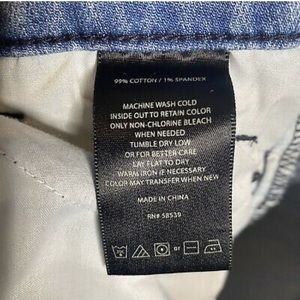 99% COTTON / 1% SPANDEX
MACHINE WASH COLD
INSIDE OUT TO RETAIN COLOR
ONLY NON-CHLORINE BLEACH
WHEN NEEDED
TUMBLE DRY LOW
OR FOR BETTER CARE
LAY FLAT TO DRY
WARM IRON IF NECESSARY
COLOR MAY TRANSFER WHEN NEW
MADE IN CHINA
RN# 58539
or